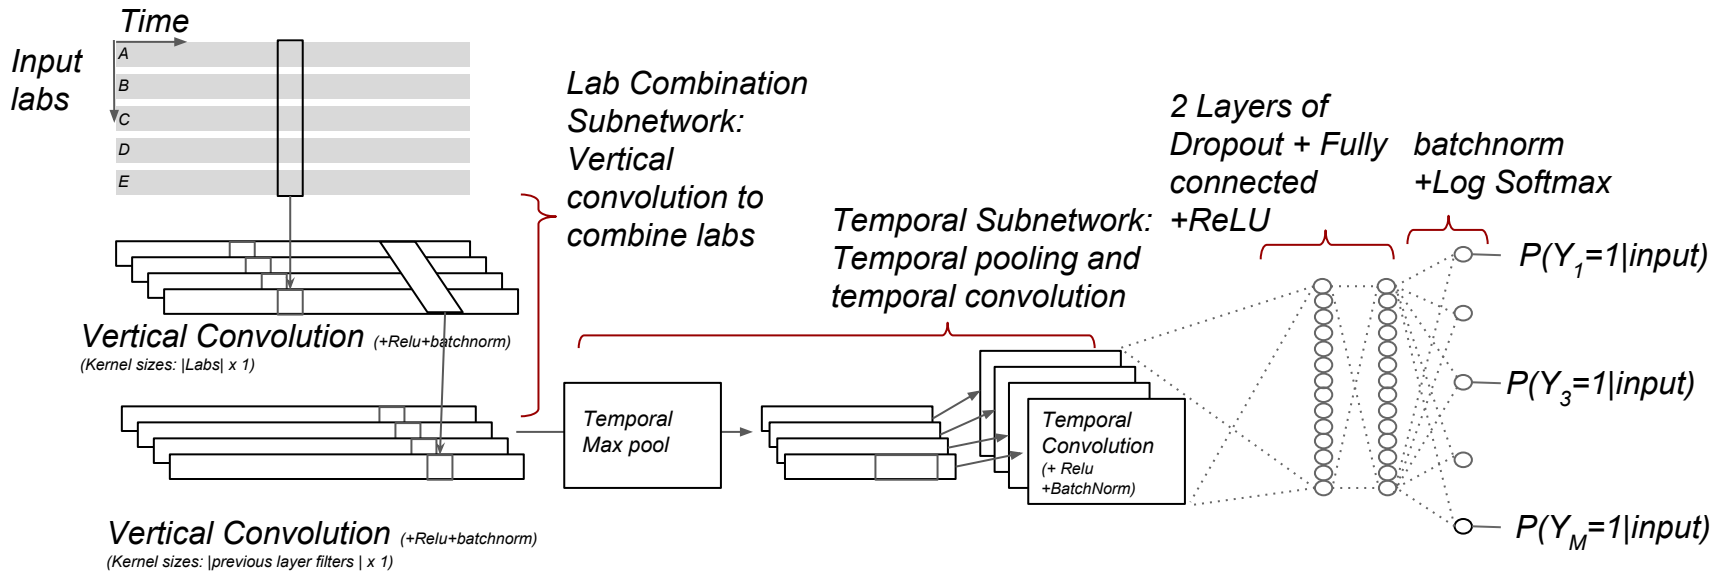 Time
Input
labs
A
B
C
D
E
Lab Combination
Subnetwork:
Vertical
convolution to
combine labs
Vertical Convolution (+Relu+batchnorm)
(Kernel sizes: |Labs| x 1)
Vertical Convolution (+Relu+batchnorm)
(Kernel sizes: |previous layer filters | x 1)
Temporal
Max pool
Temporal Subnetwork:
Temporal pooling and
temporal convolution
Temporal
Convolution
(+ Relu
+BatchNorm)
2 Layers of
Dropout + Fully
connected
+ReLU
batchnorm
+Log Softmax
P(Y_1=1|input)
P(Y_3=1|input)
P(Y_M=1|input)